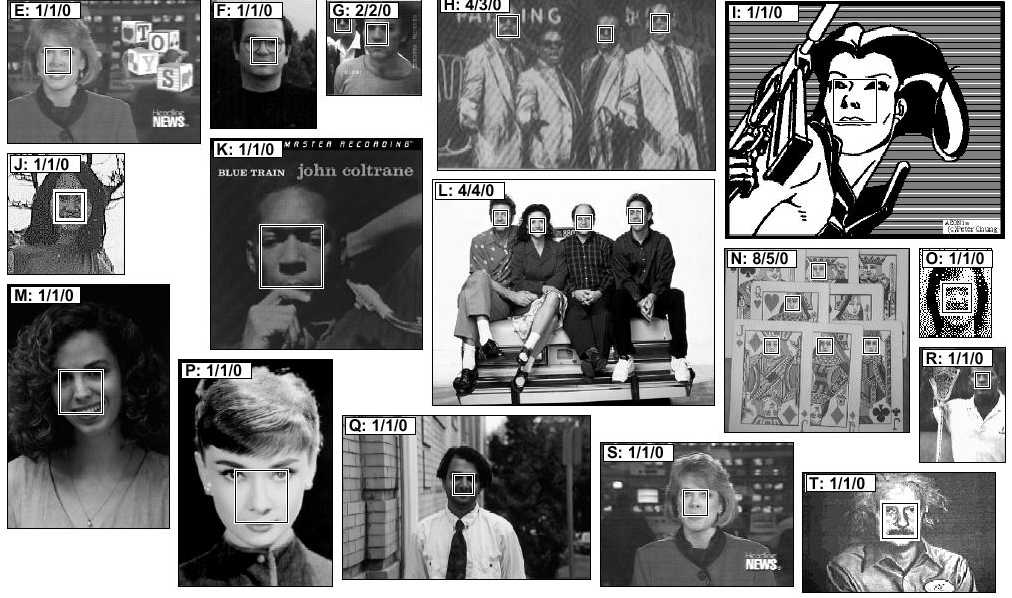 E: 1/1/0
TOYS
Headline
NEWS
F: 1/1/0
G: 2/2/0
H: 4/3/0
I: 1/1/0
J: 1/1/0
K: 1/1/0
MASTER RECORDING
BLUE TRAIN john coltrane
L: 4/4/0
M: 1/1/0
N: 8/5/0
Q
J
O: 1/1/0
P: 1/1/0
Q: 1/1/0
R: 1/1/0
S: 1/1/0
Headline
NEWS
T: 1/1/0